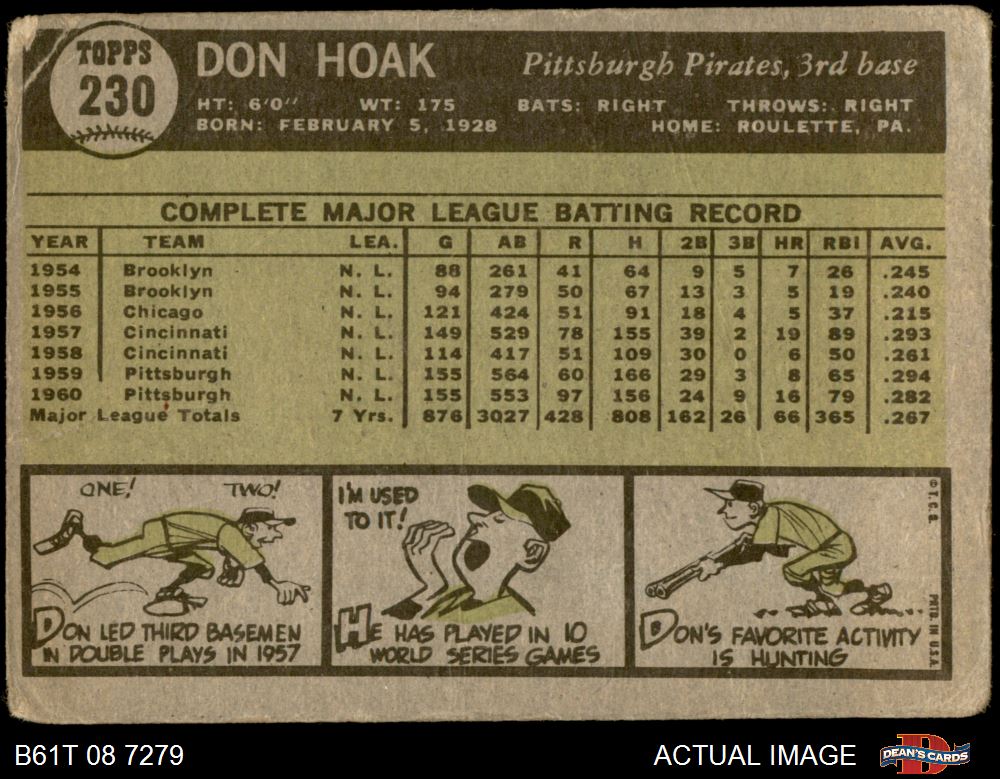 TOPPS
230
DON HOAK
Pittsburgh Pirates, 3rd base
HT: 6'0" WT: 175 BATS: RIGHT THROWS: RIGHT
BORN: FEBRUARY 5, 1928 HOME: ROULETTE, PA.
COMPLETE MAJOR LEAGUE BATTING RECORD
YEAR TEAM LEA. G AB R H 2B 3B HR RBI AVG.
1954 Brooklyn N. L. 88 261 41 64 9 5 7 26 .245
1955 Brooklyn N. L. 94 279 50 67 13 3 5 19 .240
1956 Chicago N. L. 121 424 51 91 18 4 5 37 .215
1957 Cincinnati N. L. 149 529 78 155 39 2 19 89 .293
1958 Cincinnati N. L. 114 417 51 109 30 0 6 50 .261
1959 Pittsburgh N. L. 155 564 60 166 29 3 8 65 .294
1960 Pittsburgh N. L. 155 553 97 156 24 9 16 79 .282
Major League Totals 7 Yrs. 876 3027 428 808 162 26 66 365 .267
ONE! TWO!
DON LED THIRD BASEMEN
IN DOUBLE PLAYS IN 1957
I'M USED
TO IT!
HE HAS PLAYED IN 10
WORLD SERIES GAMES
DON'S FAVORITE ACTIVITY
IS HUNTING
© T. C. G.
PRTD. IN U.S.A.
B61T 08 7279
ACTUAL IMAGE
DEAN'S CARDS